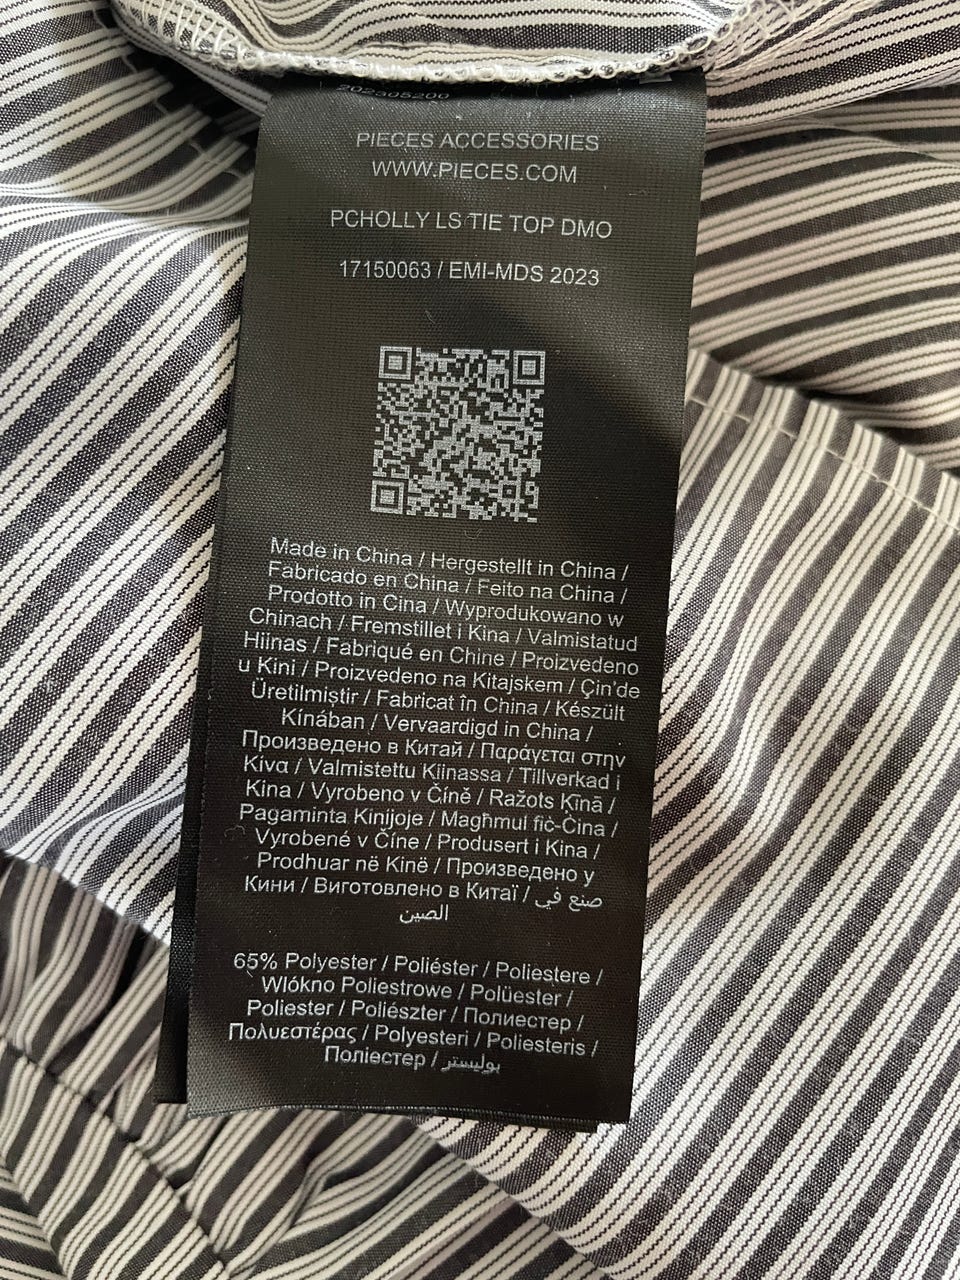 202305200
PIECES ACCESSORIES
WWW.PIECES.COM
PCHOLLY LS TIE TOP DMO
17150063 / EMI-MDS 2023
Made in China / Hergestellt in China /
Fabricado en China / Feito na China /
Prodotto in Cina / Wyprodukowano w
Chinach / Fremstillet i Kina / Valmistatud
Hiinas / Fabriqué en Chine / Proizvedeno
u Kini / Proizvedeno na Kitajskem / Çin'de
Üretilmiştir / Fabricat în China / Készült
Kínában / Vervaardigd in China /
Произведено в Китай / Παράγεται στην
Κίνα / Valmistettu Kiinassa / Tillverkad i
Kina / Vyrobeno v Číně / Ražots Ķīnā /
Pagaminta Kinijoje / Magħmul fiċ-Ċina /
Vyrobené v Číne / Produsert i Kina /
Prodhuar në Kinë / Произведено у
Кини / Виготовлено в Китаї / صنع في
الصين
65% Polyester / Poliéster / Poliestere /
Wlókno Poliestrowe / Polüester /
Poliester / Poliészter / Полиестер /
Πολυεστέρας / Polyesteri / Poliesteris /
Поліестер / بوليستر